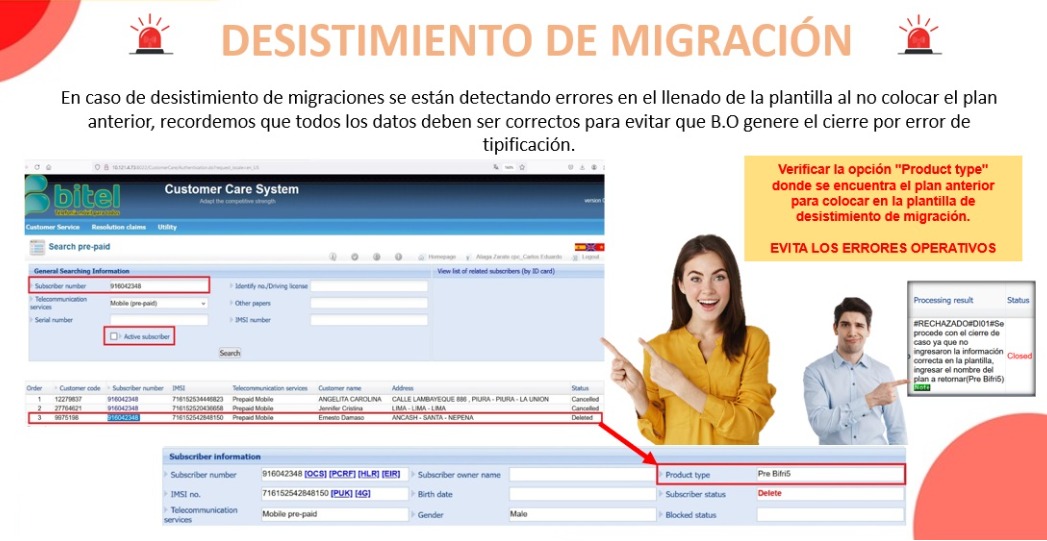 DESISTIMIENTO DE MIGRACIÓN
En caso de desistimiento de migraciones se están detectando errores en el llenado de la plantilla al no colocar el plan
anterior, recordemos que todos los datos deben ser correctos para evitar que B.O genere el cierre por error de
tipificación.
bitel
Customer Care System
Adapt the competitive strength
version
Customer Service Resolution claims Utility
Search pre-paid
Homepage
Logout
General Searching Information
View list of related subscribers (by ID card)
Subscriber number 916042348
Identify no./Driving license
Telecommunication
services
Mobile (pre-paid)
Other papers
Serial number
IMSI number
Active subscriber
Search
Order Customer code Subscriber number IMSI Telecommunication services Customer name Address Status
1 12279837 916042348 716152534446823 Prepaid Mobile ANGELITA CAROLINA CALLE LAMBAYEQUE 888 , PIURA - PIURA - LA UNION Cancelled
2 27764621 916042348 716152520436658 Prepaid Mobile Jennifer Cristina LIMA - LIMA - LIMA Cancelled
3 9975198 916042348 716152542848150 Prepaid Mobile Ernesto Damaso ANCASH - SANTA - NEPENA Deleted
Verificar la opción "Product type"
donde se encuentra el plan anterior
para colocar en la plantilla de
desistimiento de migración.
EVITA LOS ERRORES OPERATIVOS
Processing result Status
#RECHAZADO#DI01#Se
procede con el cierre de
caso ya que no
ingresaron la información
correcta en la plantilla,
ingresar el nombre del
plan a retornar(Pre Bifri5)
Nota
Closed
Subscriber information
Subscriber number 916042348 [OCS] [PCRF] [HLR] [EIR] Subscriber owner name Product type Pre Bifri5
IMSI no. 716152542848150 [PUK] [4G] Birth date Subscriber status Delete
Telecommunication
services
Mobile pre-paid Gender Male Blocked status